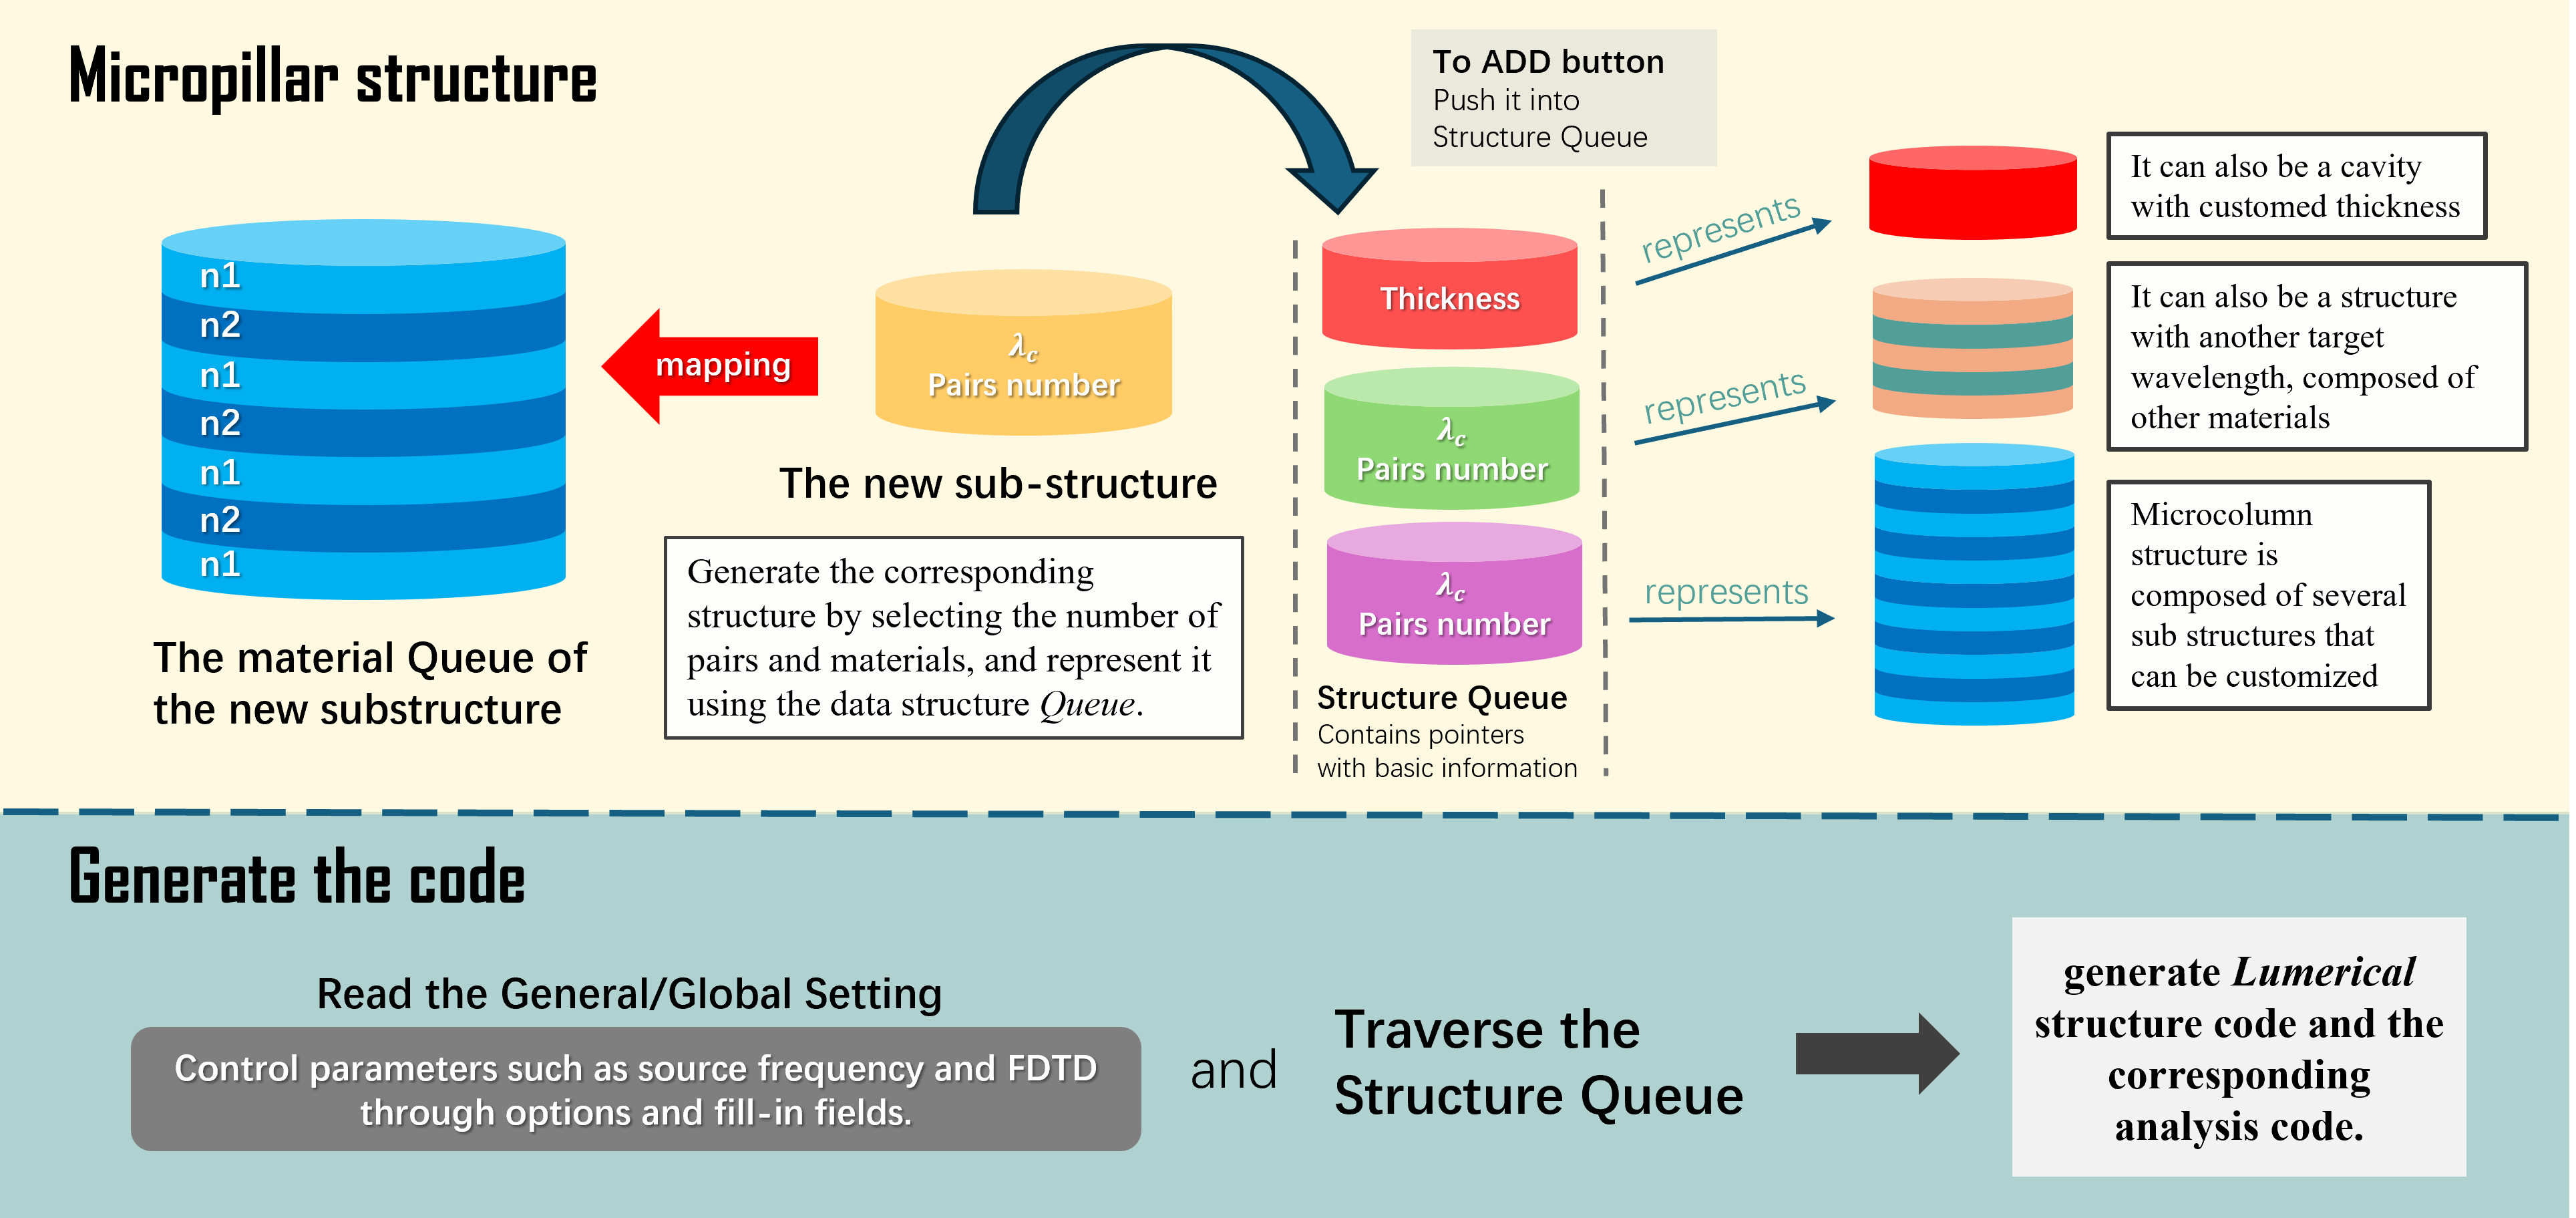 Micropillar structure
To ADD button
Push it into
Structure Queue
n1
n2
n1
n2
n1
n2
n1
The material Queue of
the new substructure
mapping
λc
Pairs number
The new sub-structure
Generate the corresponding
structure by selecting the number of
pairs and materials, and represent it
using the data structure Queue.
Thickness
λc
Pairs number
λc
Pairs number
Structure Queue
Contains pointers
with basic information
represents
represents
represents
It can also be a cavity
with customed thickness
It can also be a structure
with another target
wavelength, composed of
other materials
Microcolumn
structure is
composed of several
sub structures that
can be customized
Generate the code
Read the General/Global Setting
Control parameters such as source frequency and FDTD
through options and fill-in fields.
and
Traverse the
Structure Queue
generate Lumerical
structure code and the
corresponding
analysis code.